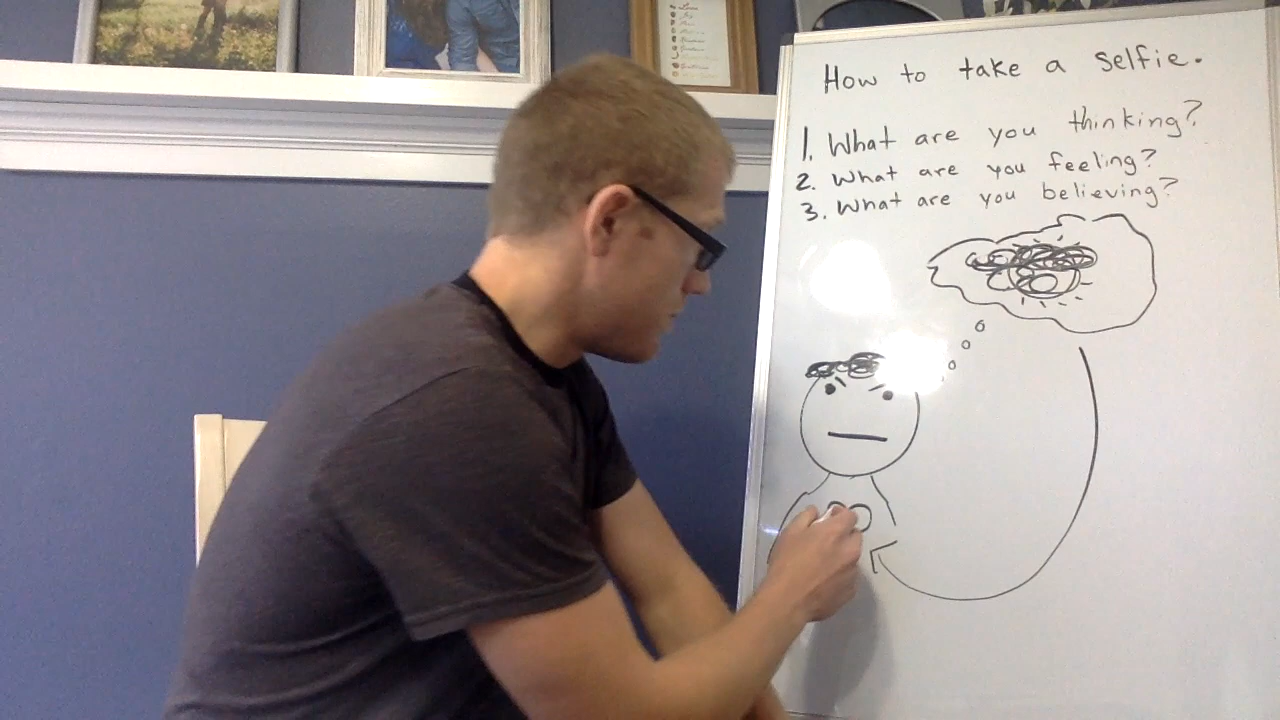 How to take a selfie.
1. What are you thinking?
2. What are you feeling?
3. What are you believing?